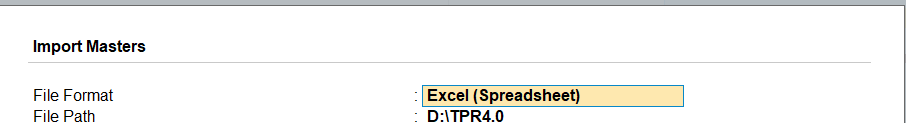 Import Masters
File Format : Excel (Spreadsheet)
File Path : D:\TPR4.0